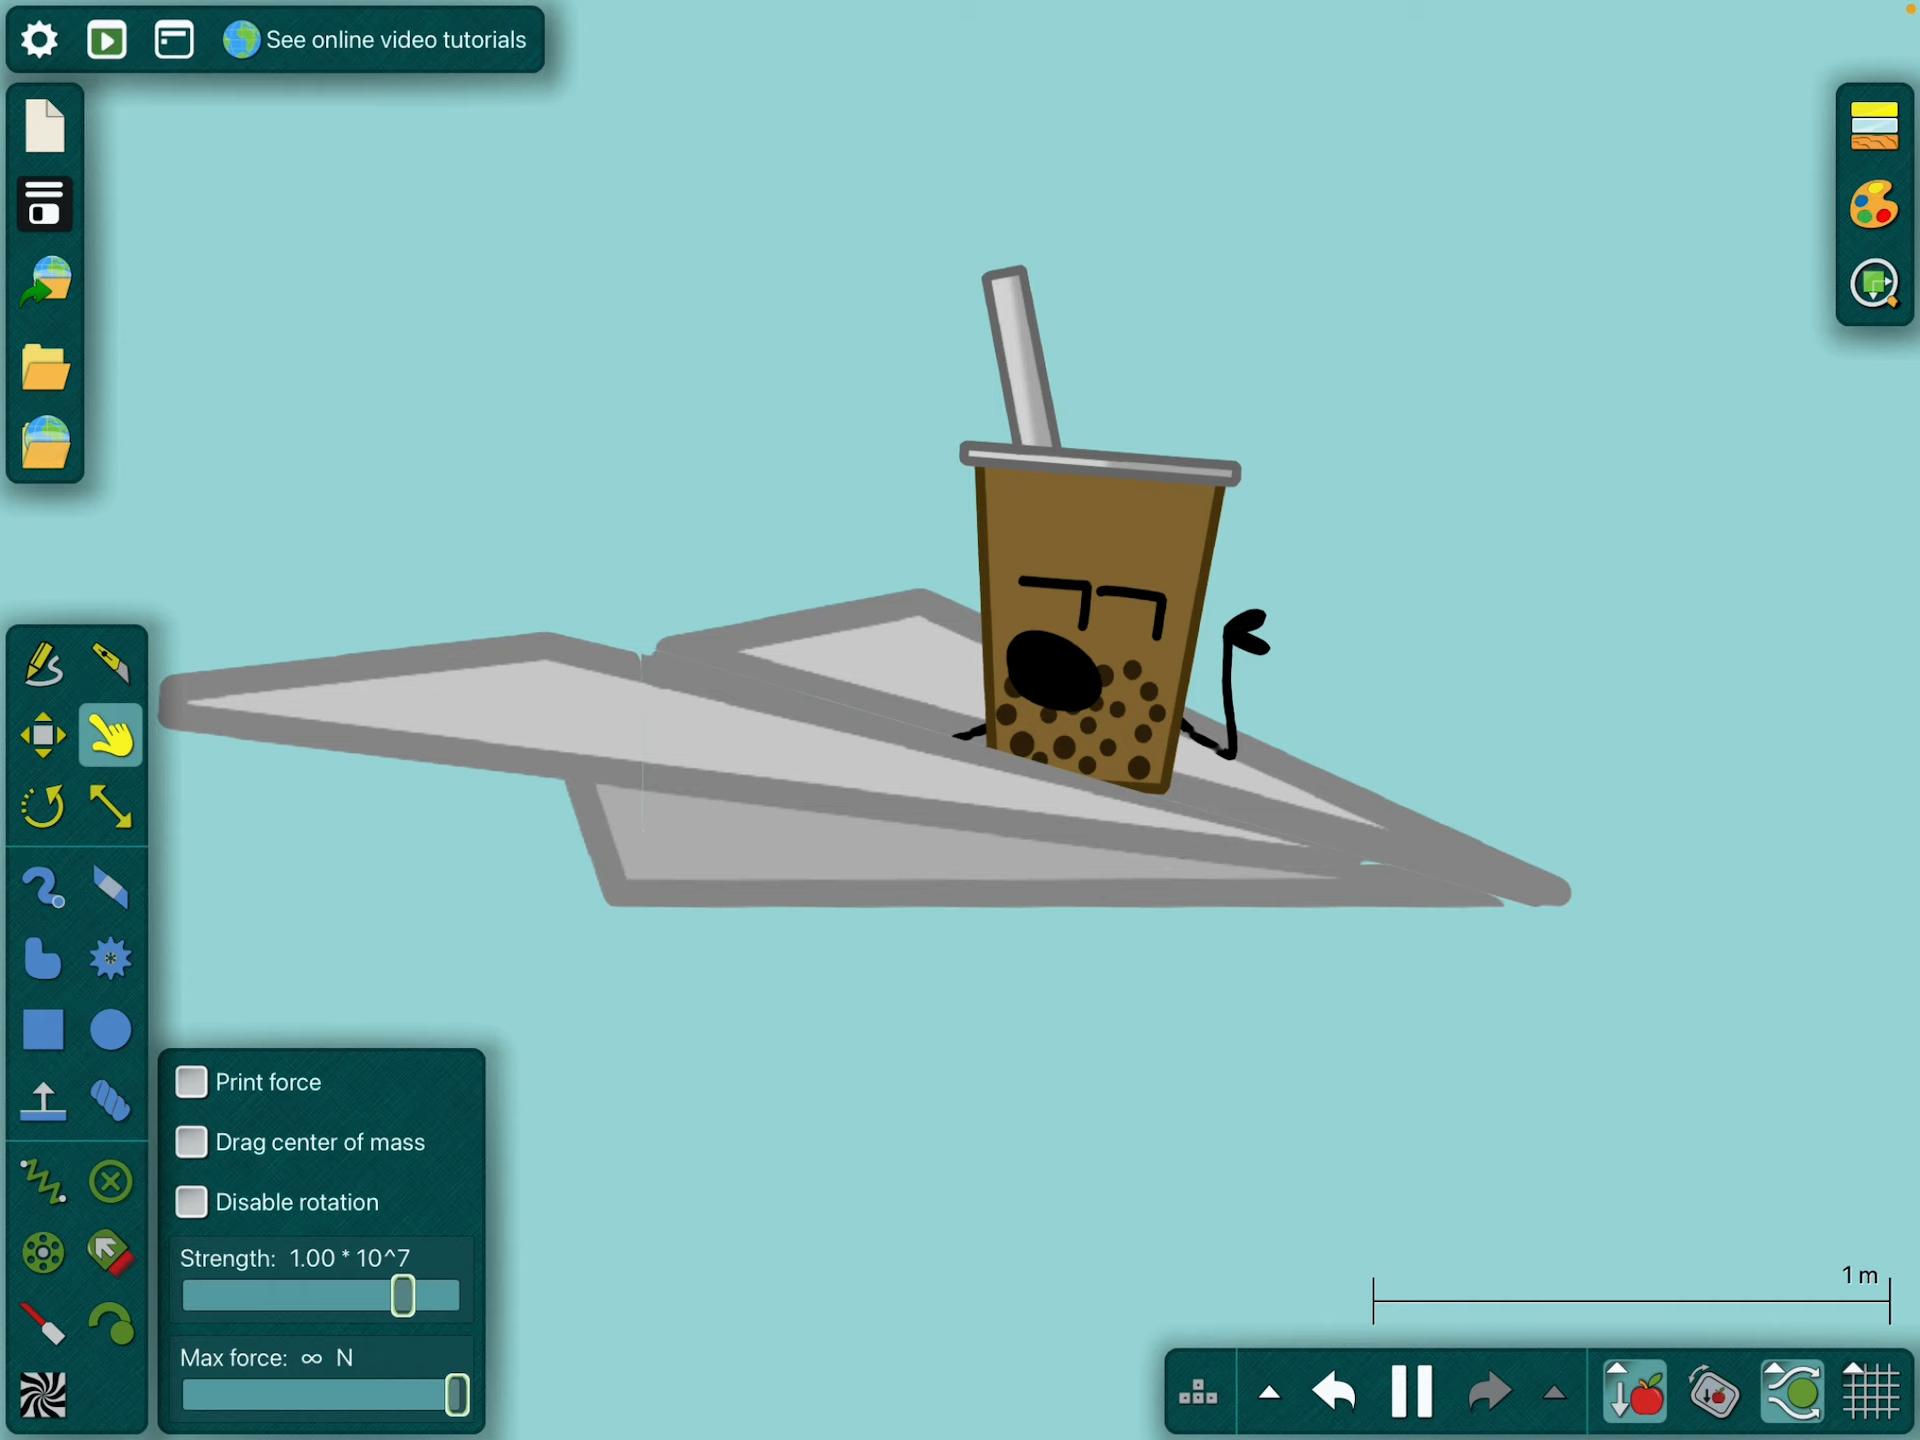 See online video tutorials
Print force
Drag center of mass
Disable rotation
Strength: 1.00 * 10^7
Max force: ∞ N
1 m